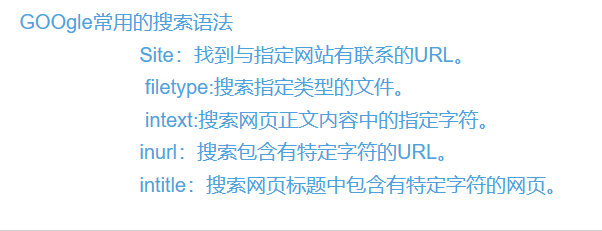 GOOgle常用的搜索语法
Site：找到与指定网站有联系的URL。
filetype:搜索指定类型的文件。
intext:搜索网页正文内容中的指定字符。
inurl：搜索包含有特定字符的URL。
intitle：搜索网页标题中包含有特定字符的网页。